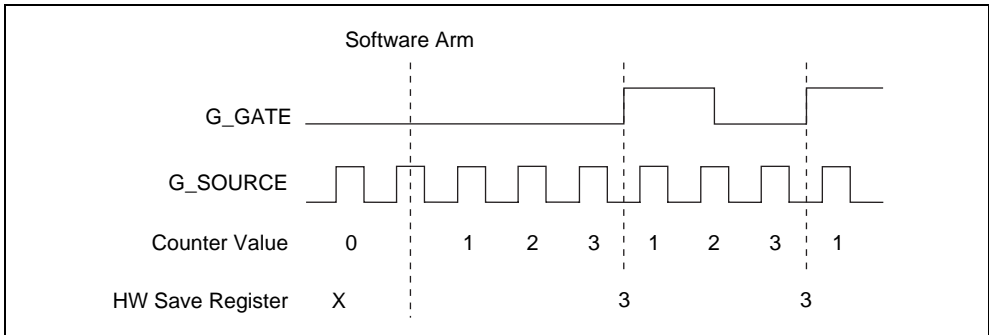 Software Arm
G_GATE
G_SOURCE
Counter Value 0 1 2 3 1 2 3 1
HW Save Register X 3 3